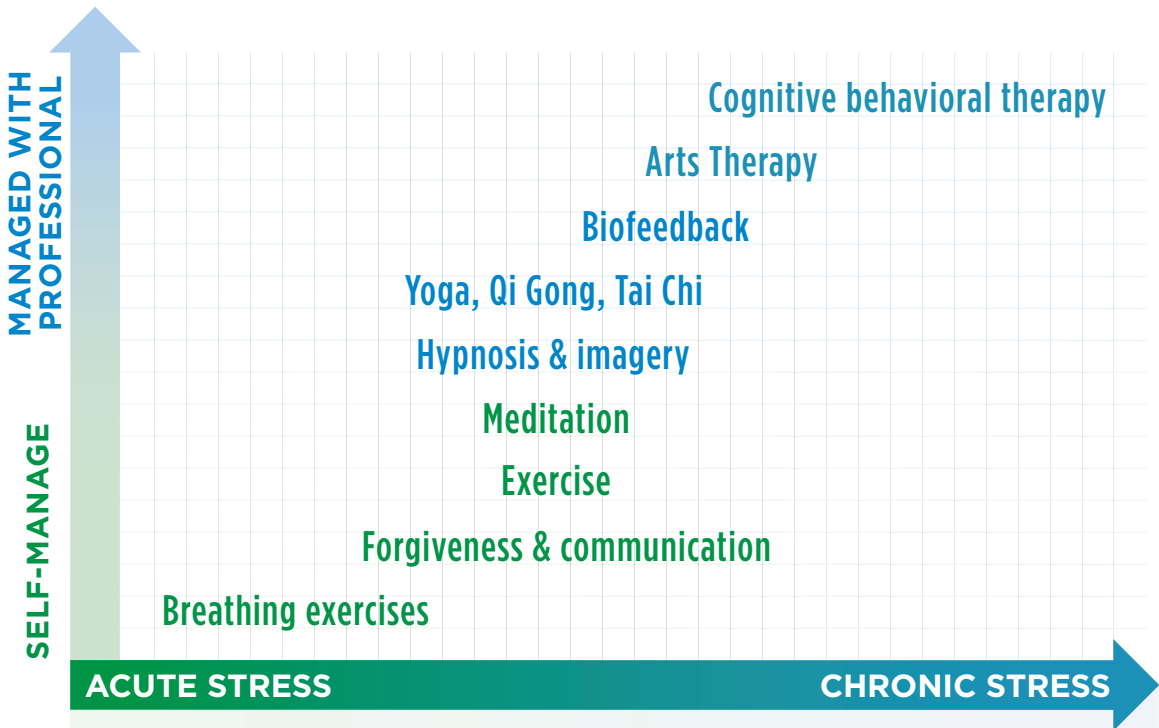 MANAGED WITH
PROFESSIONAL
SELF-MANAGE
Cognitive behavioral therapy
Arts Therapy
Biofeedback
Yoga, Qi Gong, Tai Chi
Hypnosis & imagery
Meditation
Exercise
Forgiveness & communication
Breathing exercises
ACUTE STRESS
CHRONIC STRESS